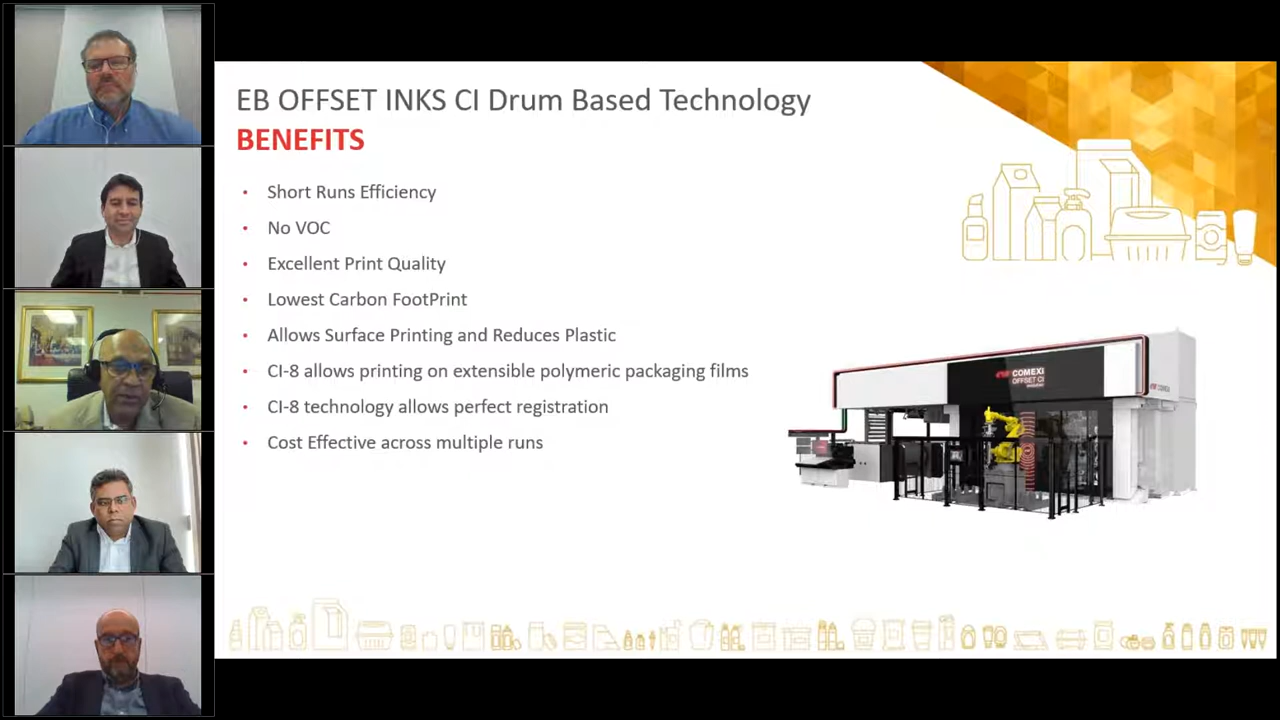 EB OFFSET INKS CI Drum Based Technology
BENEFITS
• Short Runs Efficiency
• No VOC
• Excellent Print Quality
• Lowest Carbon FootPrint
• Allows Surface Printing and Reduces Plastic
• CI-8 allows printing on extensible polymeric packaging films
• CI-8 technology allows perfect registration
• Cost Effective across multiple runs
COMEXi
OFFSET CI